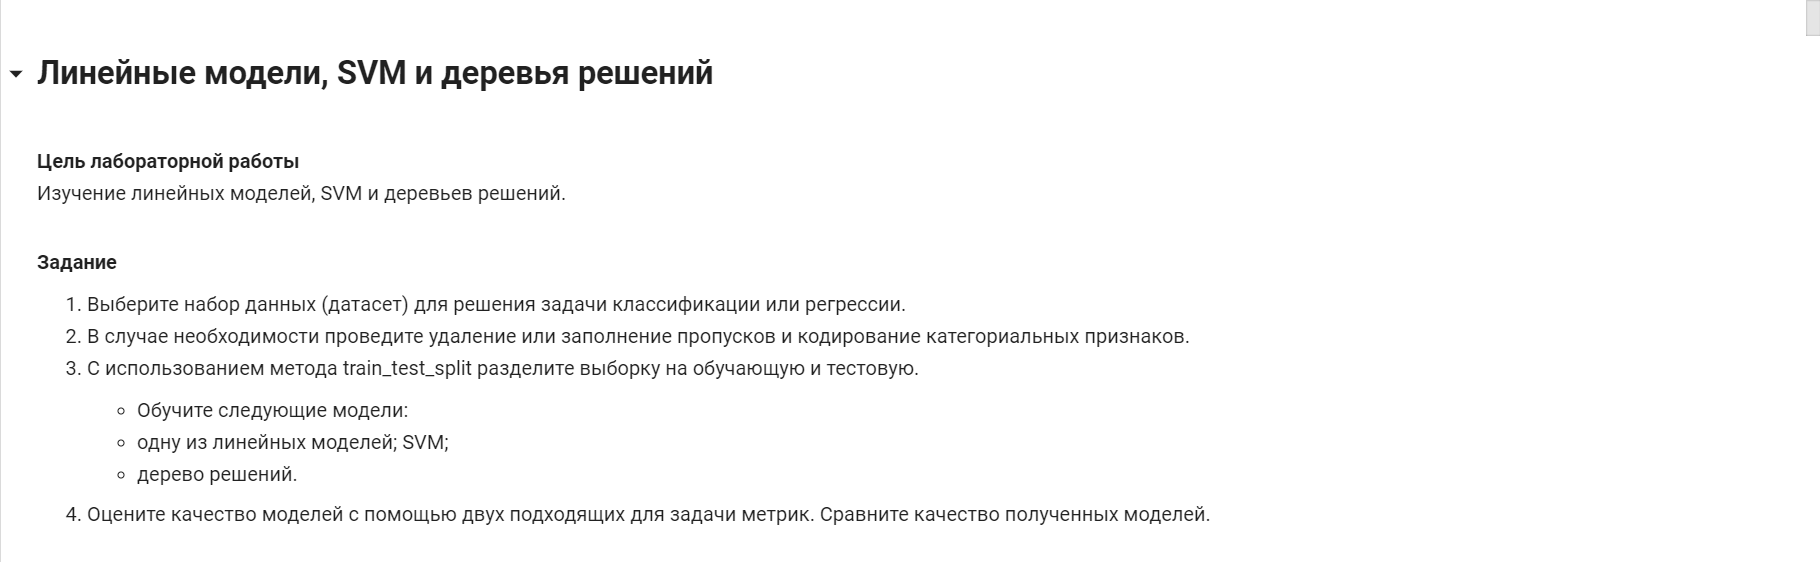 Линейные модели, SVM и деревья решений
Цель лабораторной работы
Изучение линейных моделей, SVM и деревьев решений.
Задание
1. Выберите набор данных (датасет) для решения задачи классификации или регрессии.
2. В случае необходимости проведите удаление или заполнение пропусков и кодирование категориальных признаков.
3. С использованием метода train_test_split разделите выборку на обучающую и тестовую.
◦ Обучите следующие модели:
◦ одну из линейных моделей; SVM;
◦ дерево решений.
4. Оцените качество моделей с помощью двух подходящих для задачи метрик. Сравните качество полученных моделей.